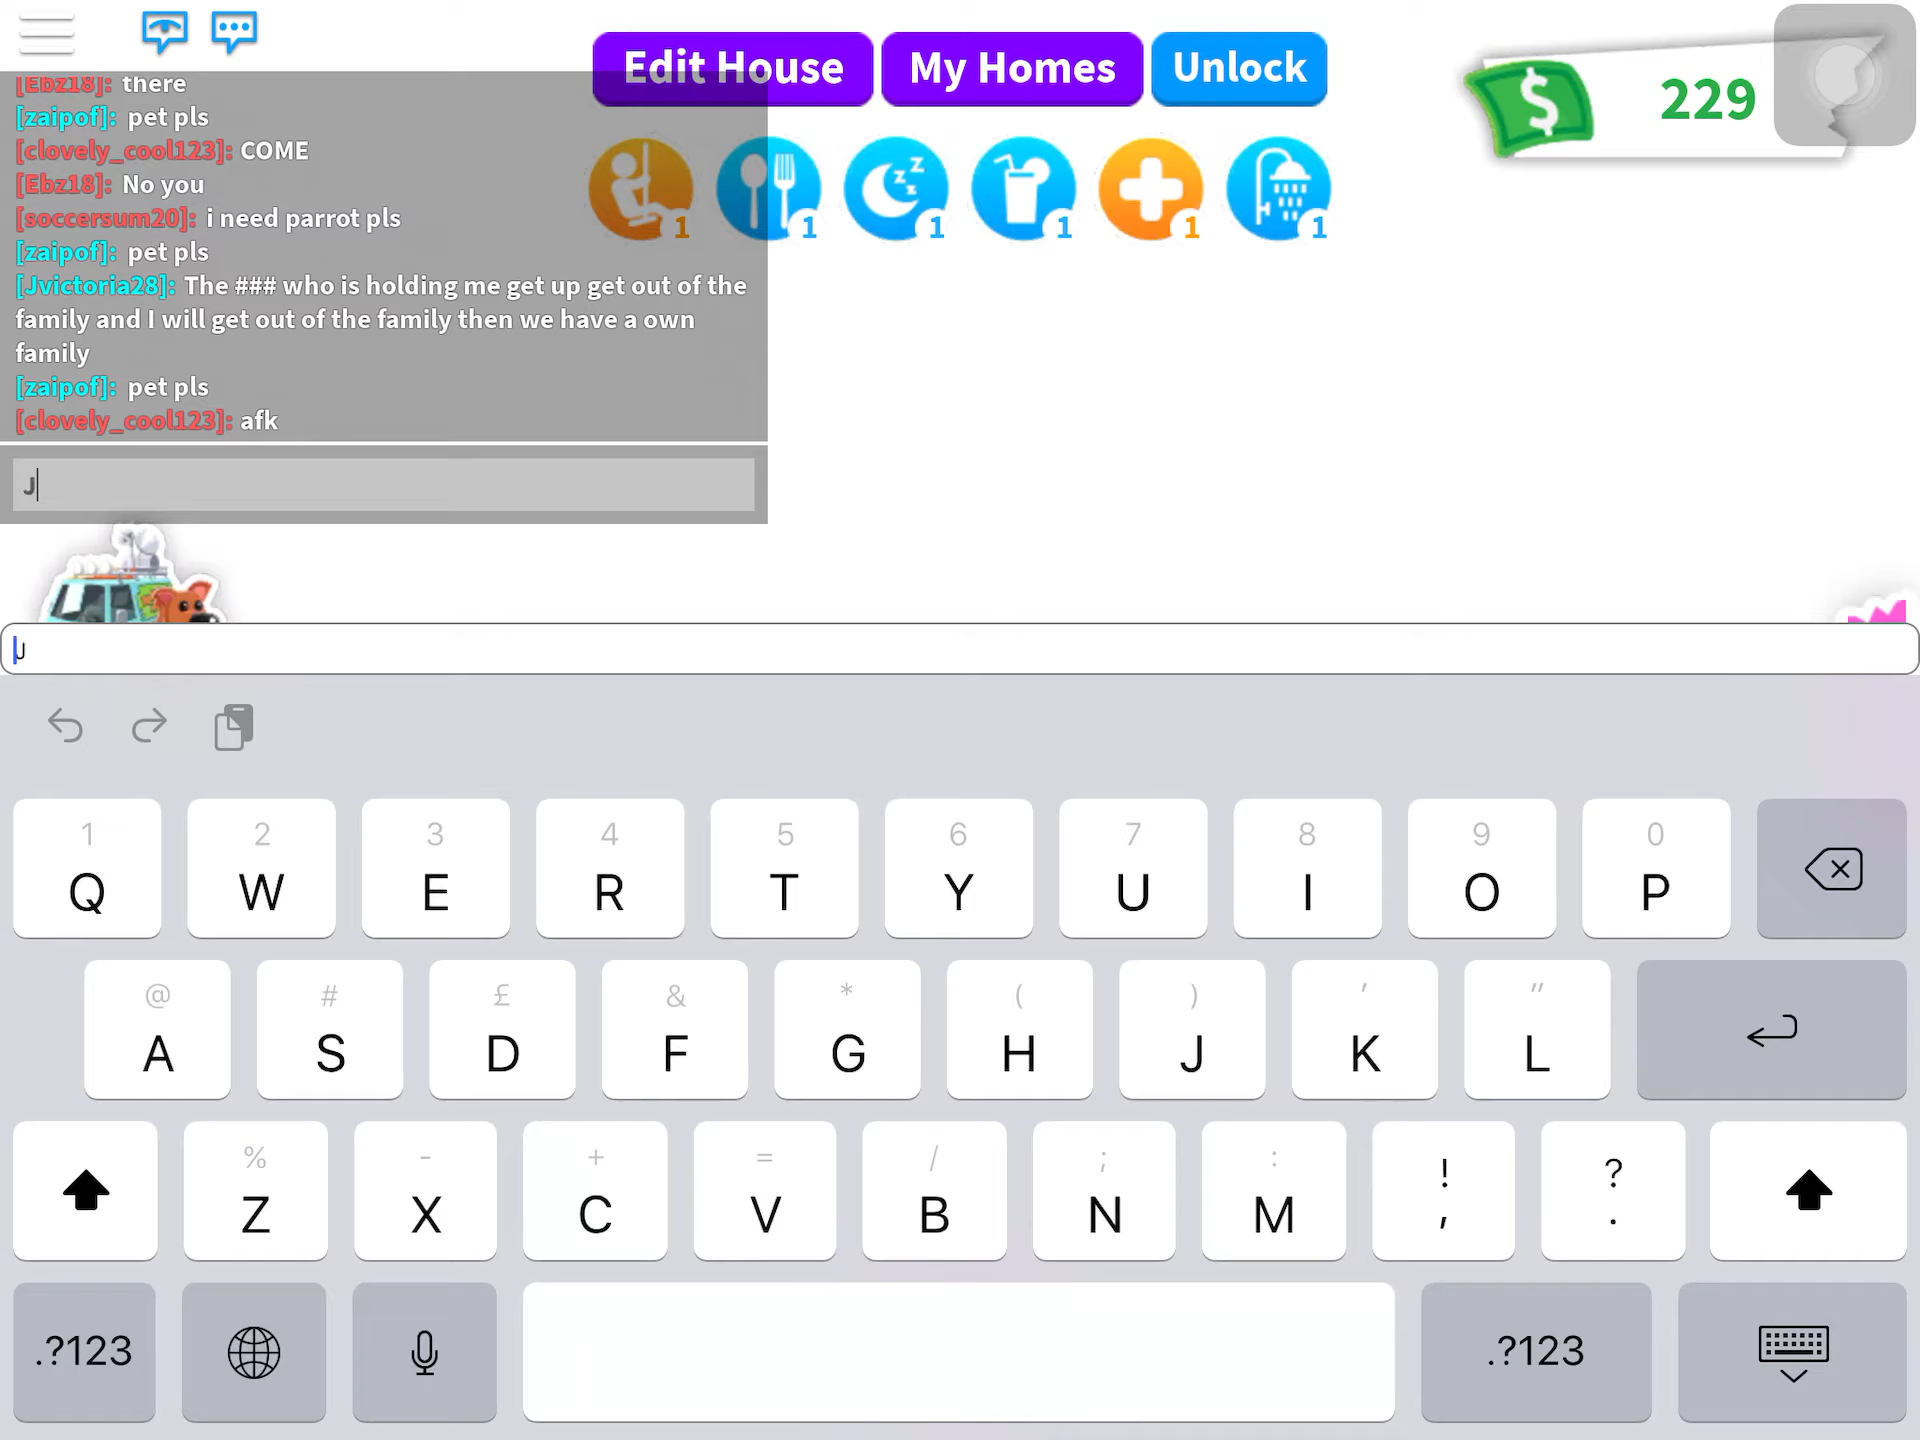 Edit House
My Homes
Unlock
229
[Ebz18]: there
[zaipof]: pet pls
[clovely_cool123]: COME
[Ebz18]: No you
[soccersum20]: i need parrot pls
[zaipof]: pet pls
[Jvictoria28]: The ### who is holding me get up get out of the
family and I will get out of the family then we have a own
family
[zaipof]: pet pls
[clovely_cool123]: afk
1 1 1 1 1 1
J
J
1 2 3 4 5 6 7 8 9 0
Q W E R T Y U I O P
@ # £ & * ( ) ' "
A S D F G H J K L
% - + = / ; : ! ?
Z X C V B N M , .
.?123 .?123